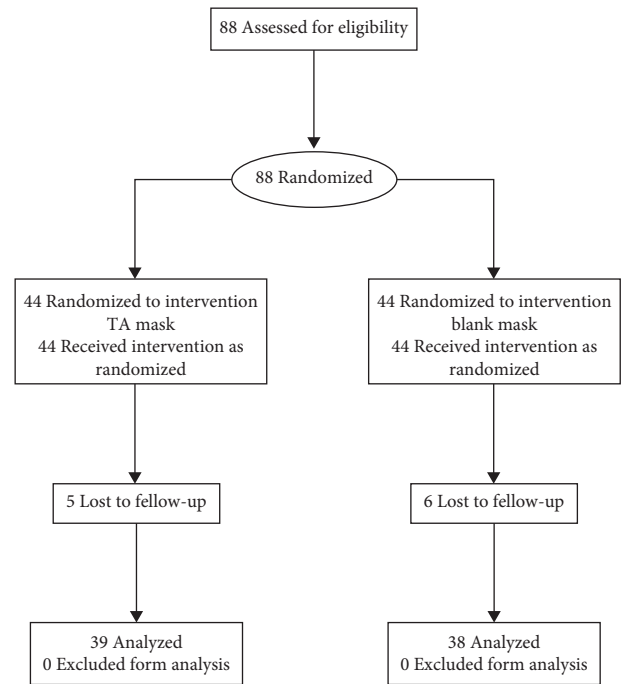 88 Assessed for eligibility
88 Randomized
44 Randomized to intervention
TA mask
44 Received intervention as
randomized
44 Randomized to intervention
blank mask
44 Received intervention as
randomized
5 Lost to fellow-up
6 Lost to fellow-up
39 Analyzed
0 Excluded form analysis
38 Analyzed
0 Excluded form analysis